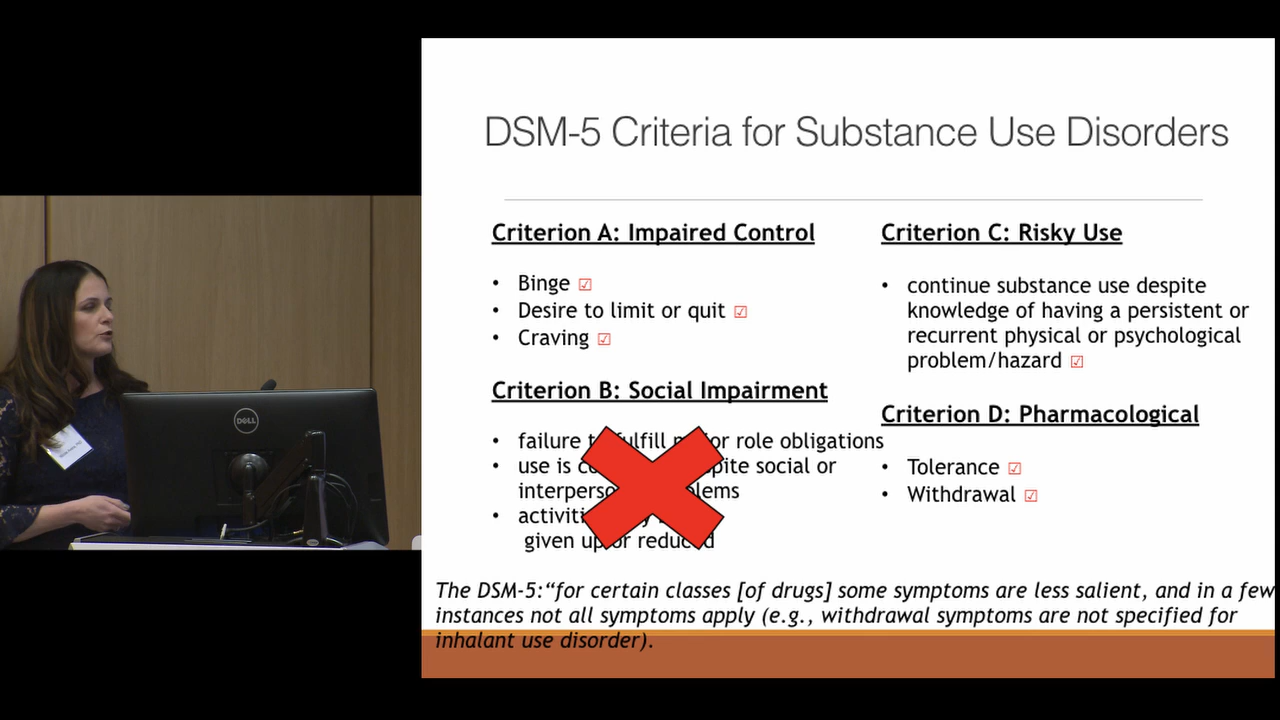 DSM-5 Criteria for Substance Use Disorders
Criterion A: Impaired Control
• Binge ☑
• Desire to limit or quit ☑
• Craving ☑
Criterion B: Social Impairment
• failure fulfill or role obligations
• use is social or
problems
•
given up or reduced
Criterion C: Risky Use
• continue substance use despite
knowledge of having a persistent or
recurrent physical or psychological
problem/hazard ☑
Criterion D: Pharmacological
• Tolerance ☑
• Withdrawal ☑
The DSM-5:“for certain classes [of drugs] some symptoms are less salient, and in a few
instances not all symptoms apply (e.g., withdrawal symptoms are not specified for
inhalant use disorder).
DELL